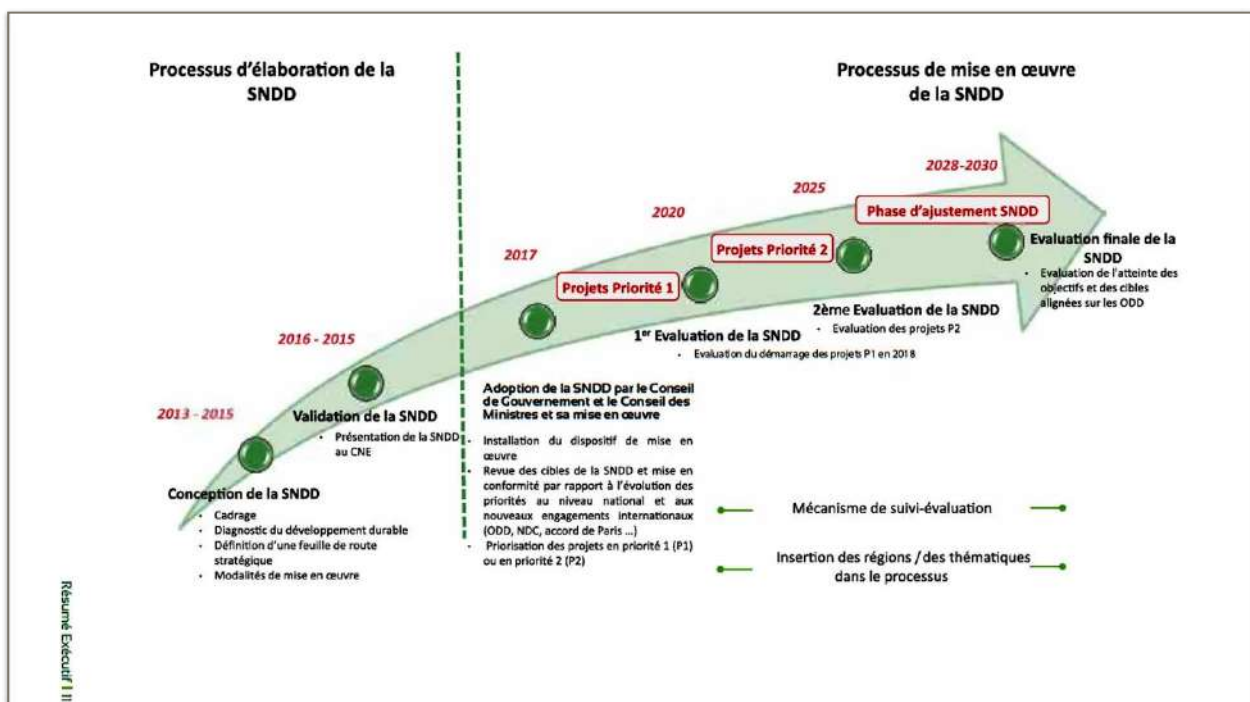 Processus d'élaboration de la
SNDD
Processus de mise en œuvre
de la SNDD
2028-2030
2025
Phase d'ajustement SNDD
2020
Projets Priorité 2
Evaluation finale de la
SNDD
• Evaluation de l'atteinte des
objectifs et des cibles
alignées sur les ODD
2017
Projets Priorité 1
2ème Evaluation de la SNDD
• Evaluation des projets P2
1er Evaluation de la SNDD
• Evaluation du démarrage des projets P1 en 2018
2016 - 2015
Validation de la SNDD
• Présentation de la SNDD
au CNE
2013 - 2015
Conception de la SNDD
• Cadrage
• Diagnostic du développement durable
• Définition d'une feuille de route
stratégique
• Modalités de mise en œuvre
Adoption de la SNDD par le Conseil
de Gouvernement et le Conseil des
Ministres et sa mise en œuvre
• Installation du dispositif de mise en
œuvre
• Revue des cibles de la SNDD et mise en
conformité par rapport à l'évolution des
priorités au niveau national et aux
nouveaux engagements internationaux
(ODD, NDC, accord de Paris ...)
• Priorisation des projets en priorité 1 (P1)
ou en priorité 2 (P2)
Mécanisme de suivi-évaluation
Insertion des régions / des thématiques
dans le processus
Résumé Exécutif I